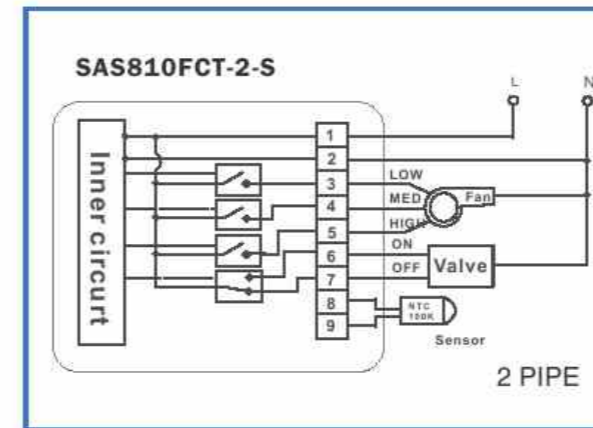 SAS810FCT-2-S
L N
Inner circurt
1
2
3 LOW
4 MED Fan
5 HIGH
6 ON
7 OFF Valve
8 NTC
9 100K
Sensor
2 PIPE